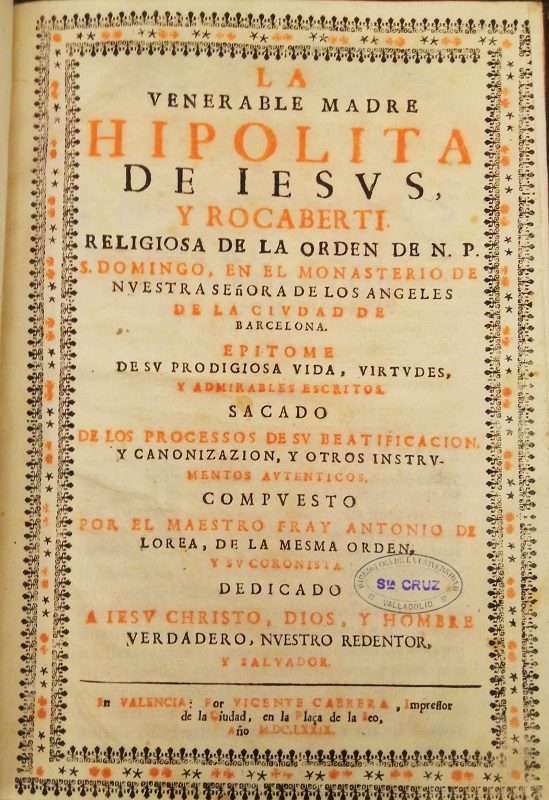 LA
VENERABLE MADRE
HIPOLITA
DE IESVS,
Y ROCABERTI.
RELIGIOSA DE LA ORDEN DE N. P.
S. DOMINGO, EN EL MONASTERIO DE
NVESTRA SEñORA DE LOS ANGELES
DE LA CIVDAD DE
BARCELONA.
EPITOME
DE SV PRODIGIOSA VIDA, VIRTVDES,
Y ADMIRABLES ESCRITOS.
SACADO
DE LOS PROCESSOS DE SV BEATIFICACION,
Y CANONIZAZION, Y OTROS INSTRV-
MENTOS AVTENTICOS.
COMPVESTO
POR EL MAESTRO FRAY ANTONIO DE
LOREA, DE LA MESMA ORDEN,
Y SV CORONISTA.
DEDICADO
A IESV CHRISTO, DIOS, Y HOMBRE
VERDADERO, NVESTRO REDENTOR,
Y SALVADOR.
En VALENCIA: Por VICENTE CABRERA, Impressor
de la Ciudad, en la Plaça de la Seo,
Año M.DC.LXXIX.
BIBLIOTECA DE LA UNIVERSIDAD
Sta CRUZ
VALLADOLID